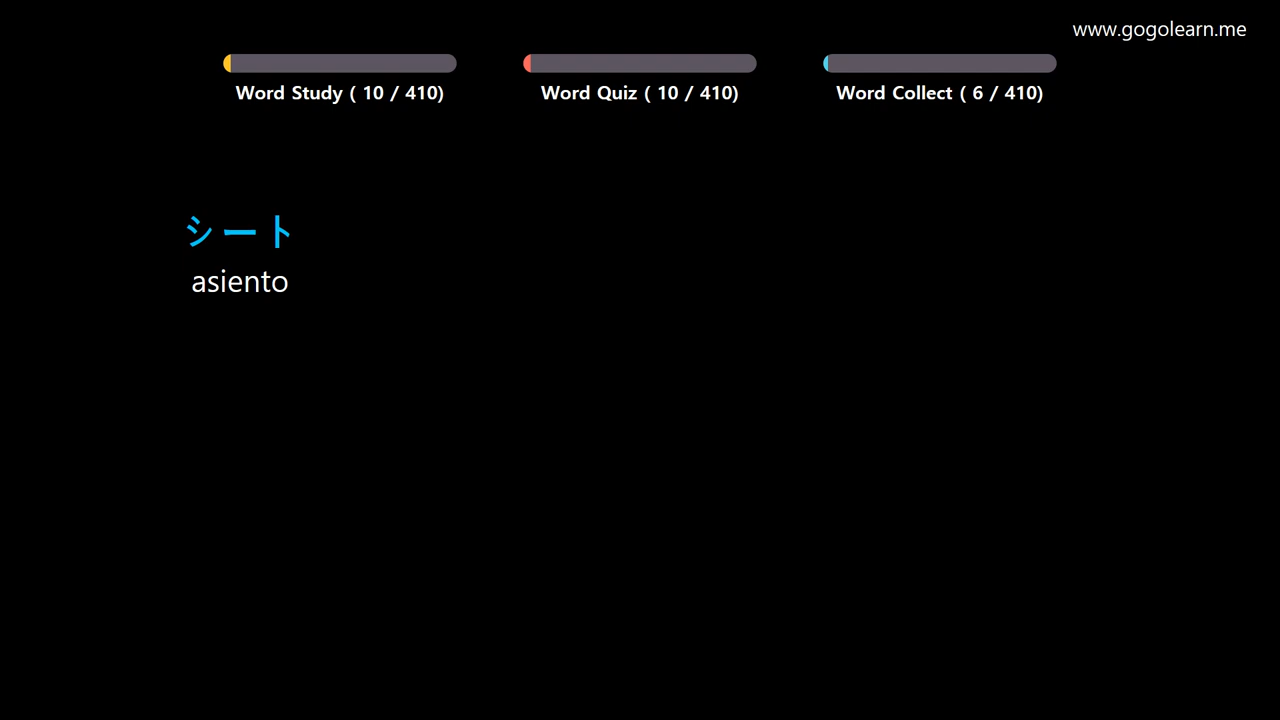 www.gogolearn.me
Word Study ( 10 / 410)
Word Quiz ( 10 / 410)
Word Collect ( 6 / 410)
シート
asiento